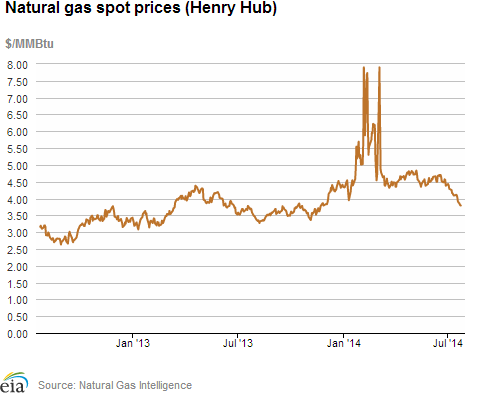 Natural gas spot prices (Henry Hub)
$/MMBtu
8.00
7.50
7.00
6.50
6.00
5.50
5.00
4.50
4.00
3.50
3.00
2.50
2.00
1.50
1.00
0.50
0.00
Jan '13
Jul '13
Jan '14
Jul '14
eia
Source: Natural Gas Intelligence